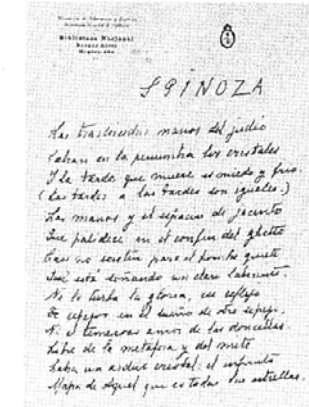 Biblioteca Nacional
Buenos Aires
SPINOZA
Las traslúcidas manos del judío
Labran en la penumbra los cristales
Y la tarde que muere es miedo y frío.
(Las tardes a las tardes son iguales.)
Las manos y el espacio de jacinto
Que palidece en el confín del ghetto
Casi no existen para el hombre quieto
Que está soñando un claro laberinto.
No lo turba la gloria, ese reflejo
De sueños en el sueño de otro espejo,
Ni el temeroso amor de las doncellas.
Libre de la metáfora y del mito
Labra un arduo cristal: el infinito
Mapa de Aquel que es todas sus estrellas.